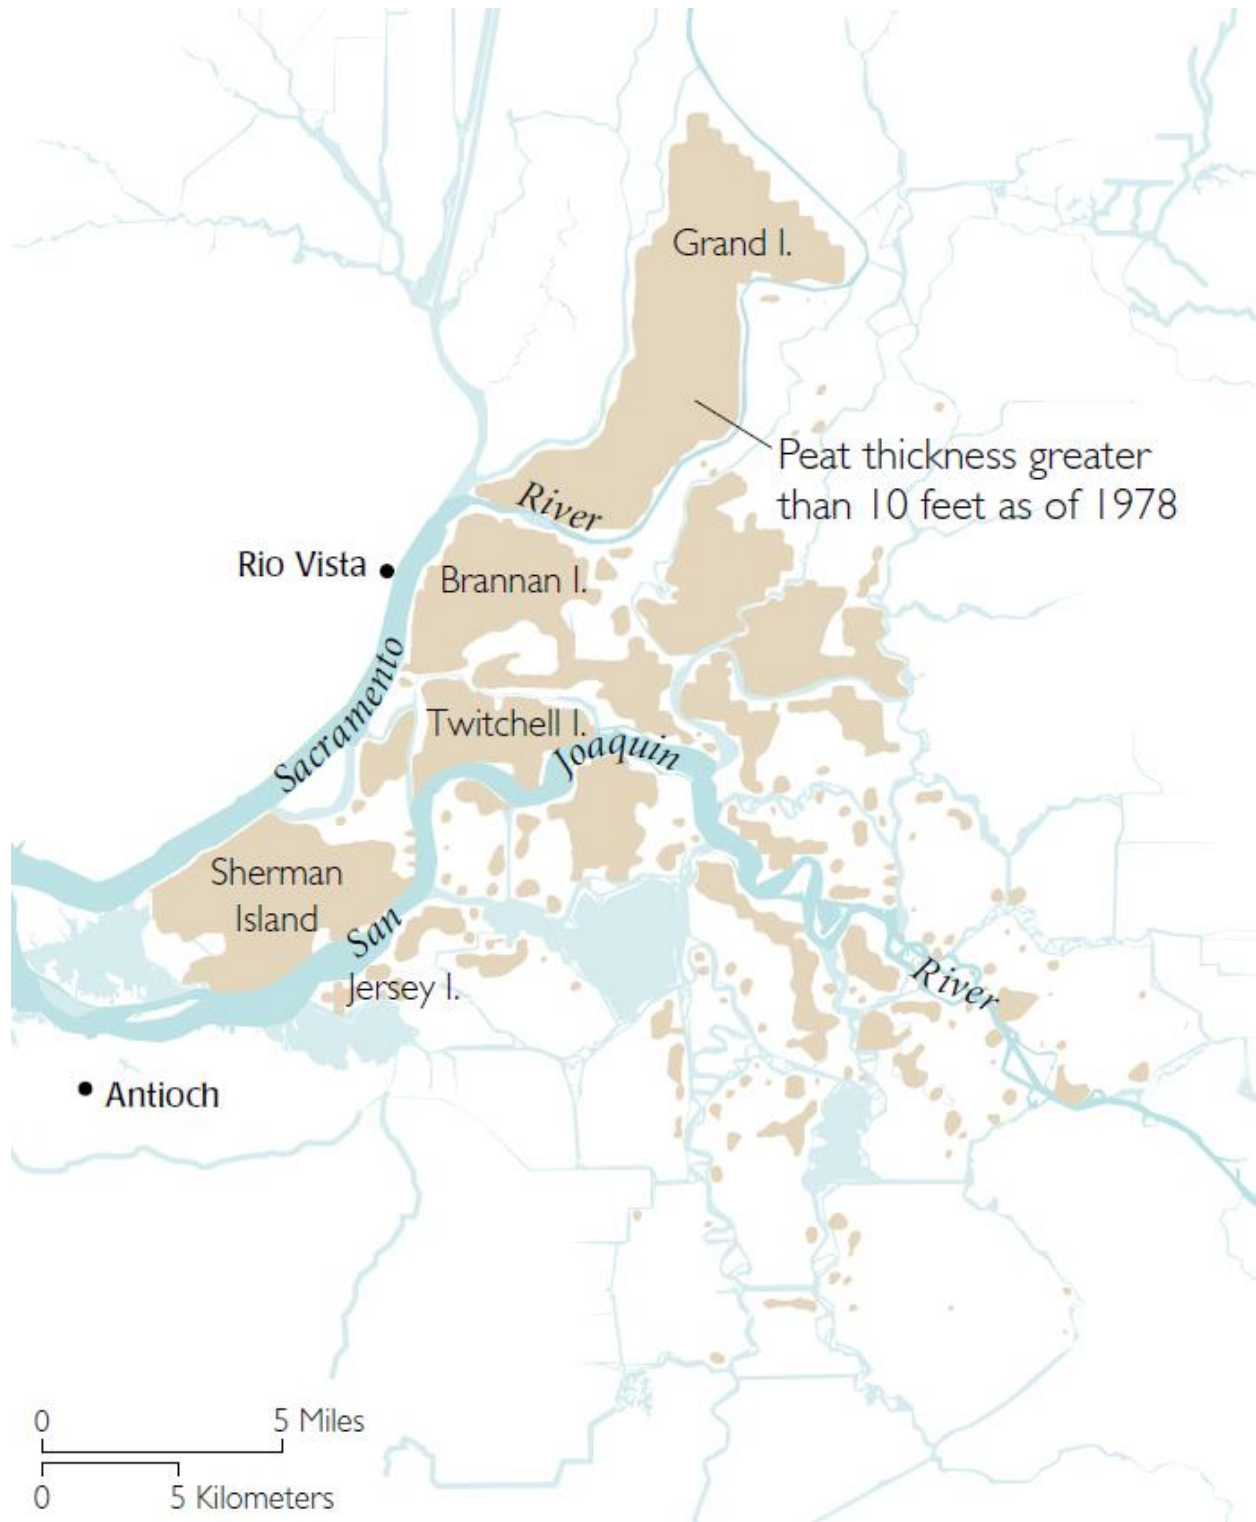 Grand I.
Peat thickness greater
than 10 feet as of 1978
River
Rio Vista
Brannan I.
Sacramento
Twitchell I.
Joaquin
Sherman
Island
San
Jersey I.
River
Antioch
0 5 Miles
0 5 Kilometers